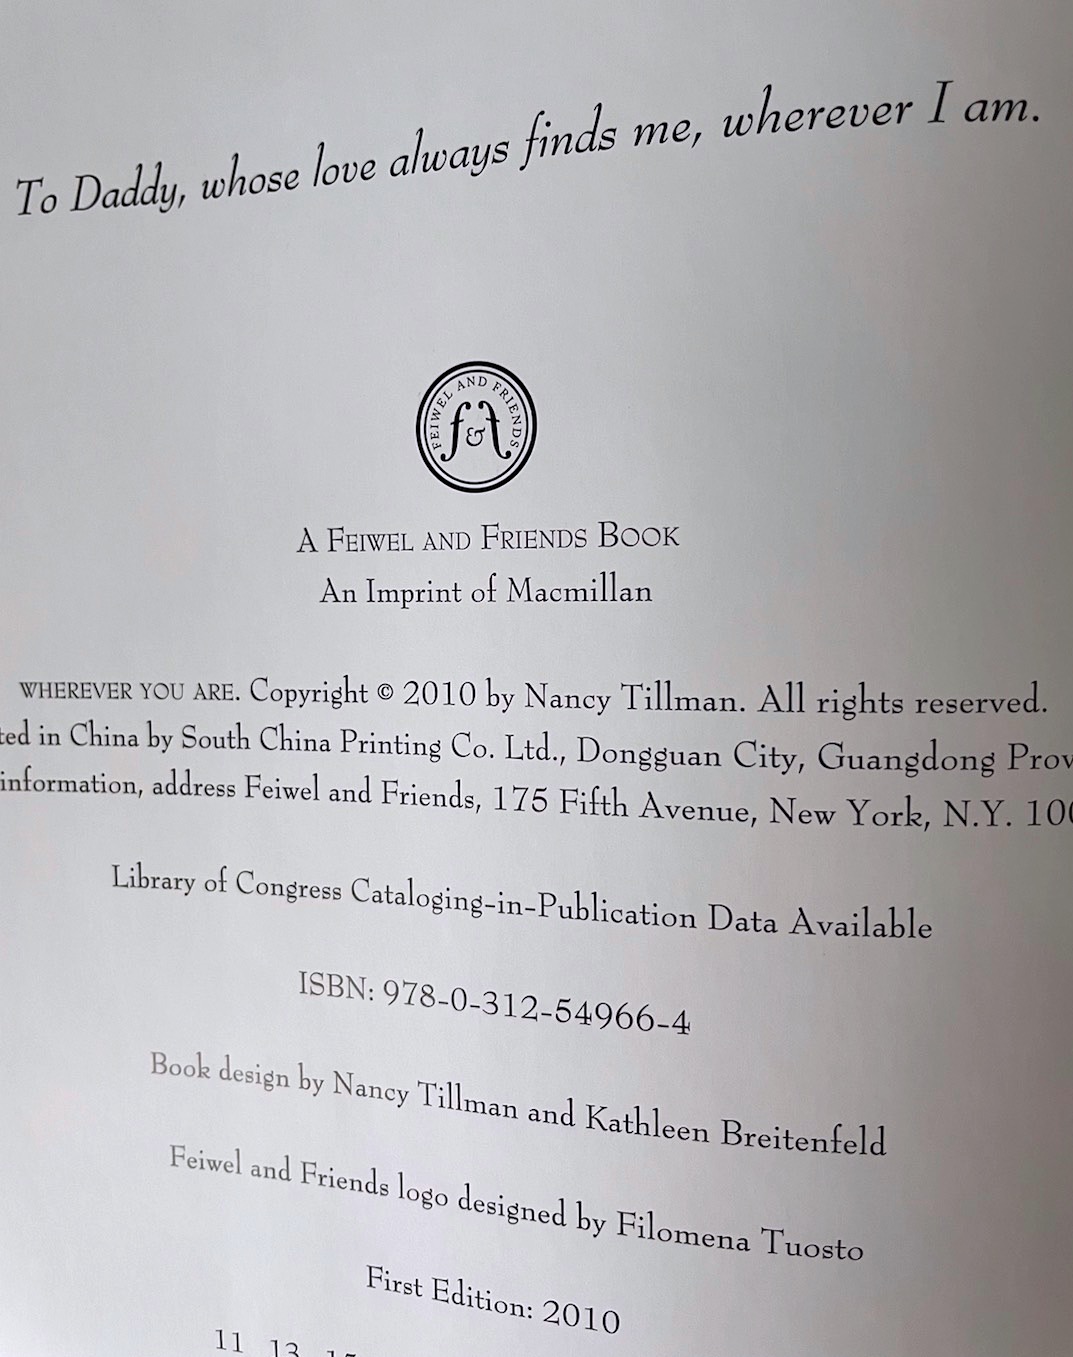 To Daddy, whose love always finds me, wherever I am.
FEIWEL AND FRIENDS
f&f
A FEIWEL AND FRIENDS BOOK
An Imprint of Macmillan
WHEREVER YOU ARE. Copyright © 2010 by Nancy Tillman. All rights reserved.
ted in China by South China Printing Co. Ltd., Dongguan City, Guangdong Prov
information, address Feiwel and Friends, 175 Fifth Avenue, New York, N.Y. 100
Library of Congress Cataloging-in-Publication Data Available
ISBN: 978-0-312-54966-4
Book design by Nancy Tillman and Kathleen Breitenfeld
Feiwel and Friends logo designed by Filomena Tuosto
First Edition: 2010
11 13